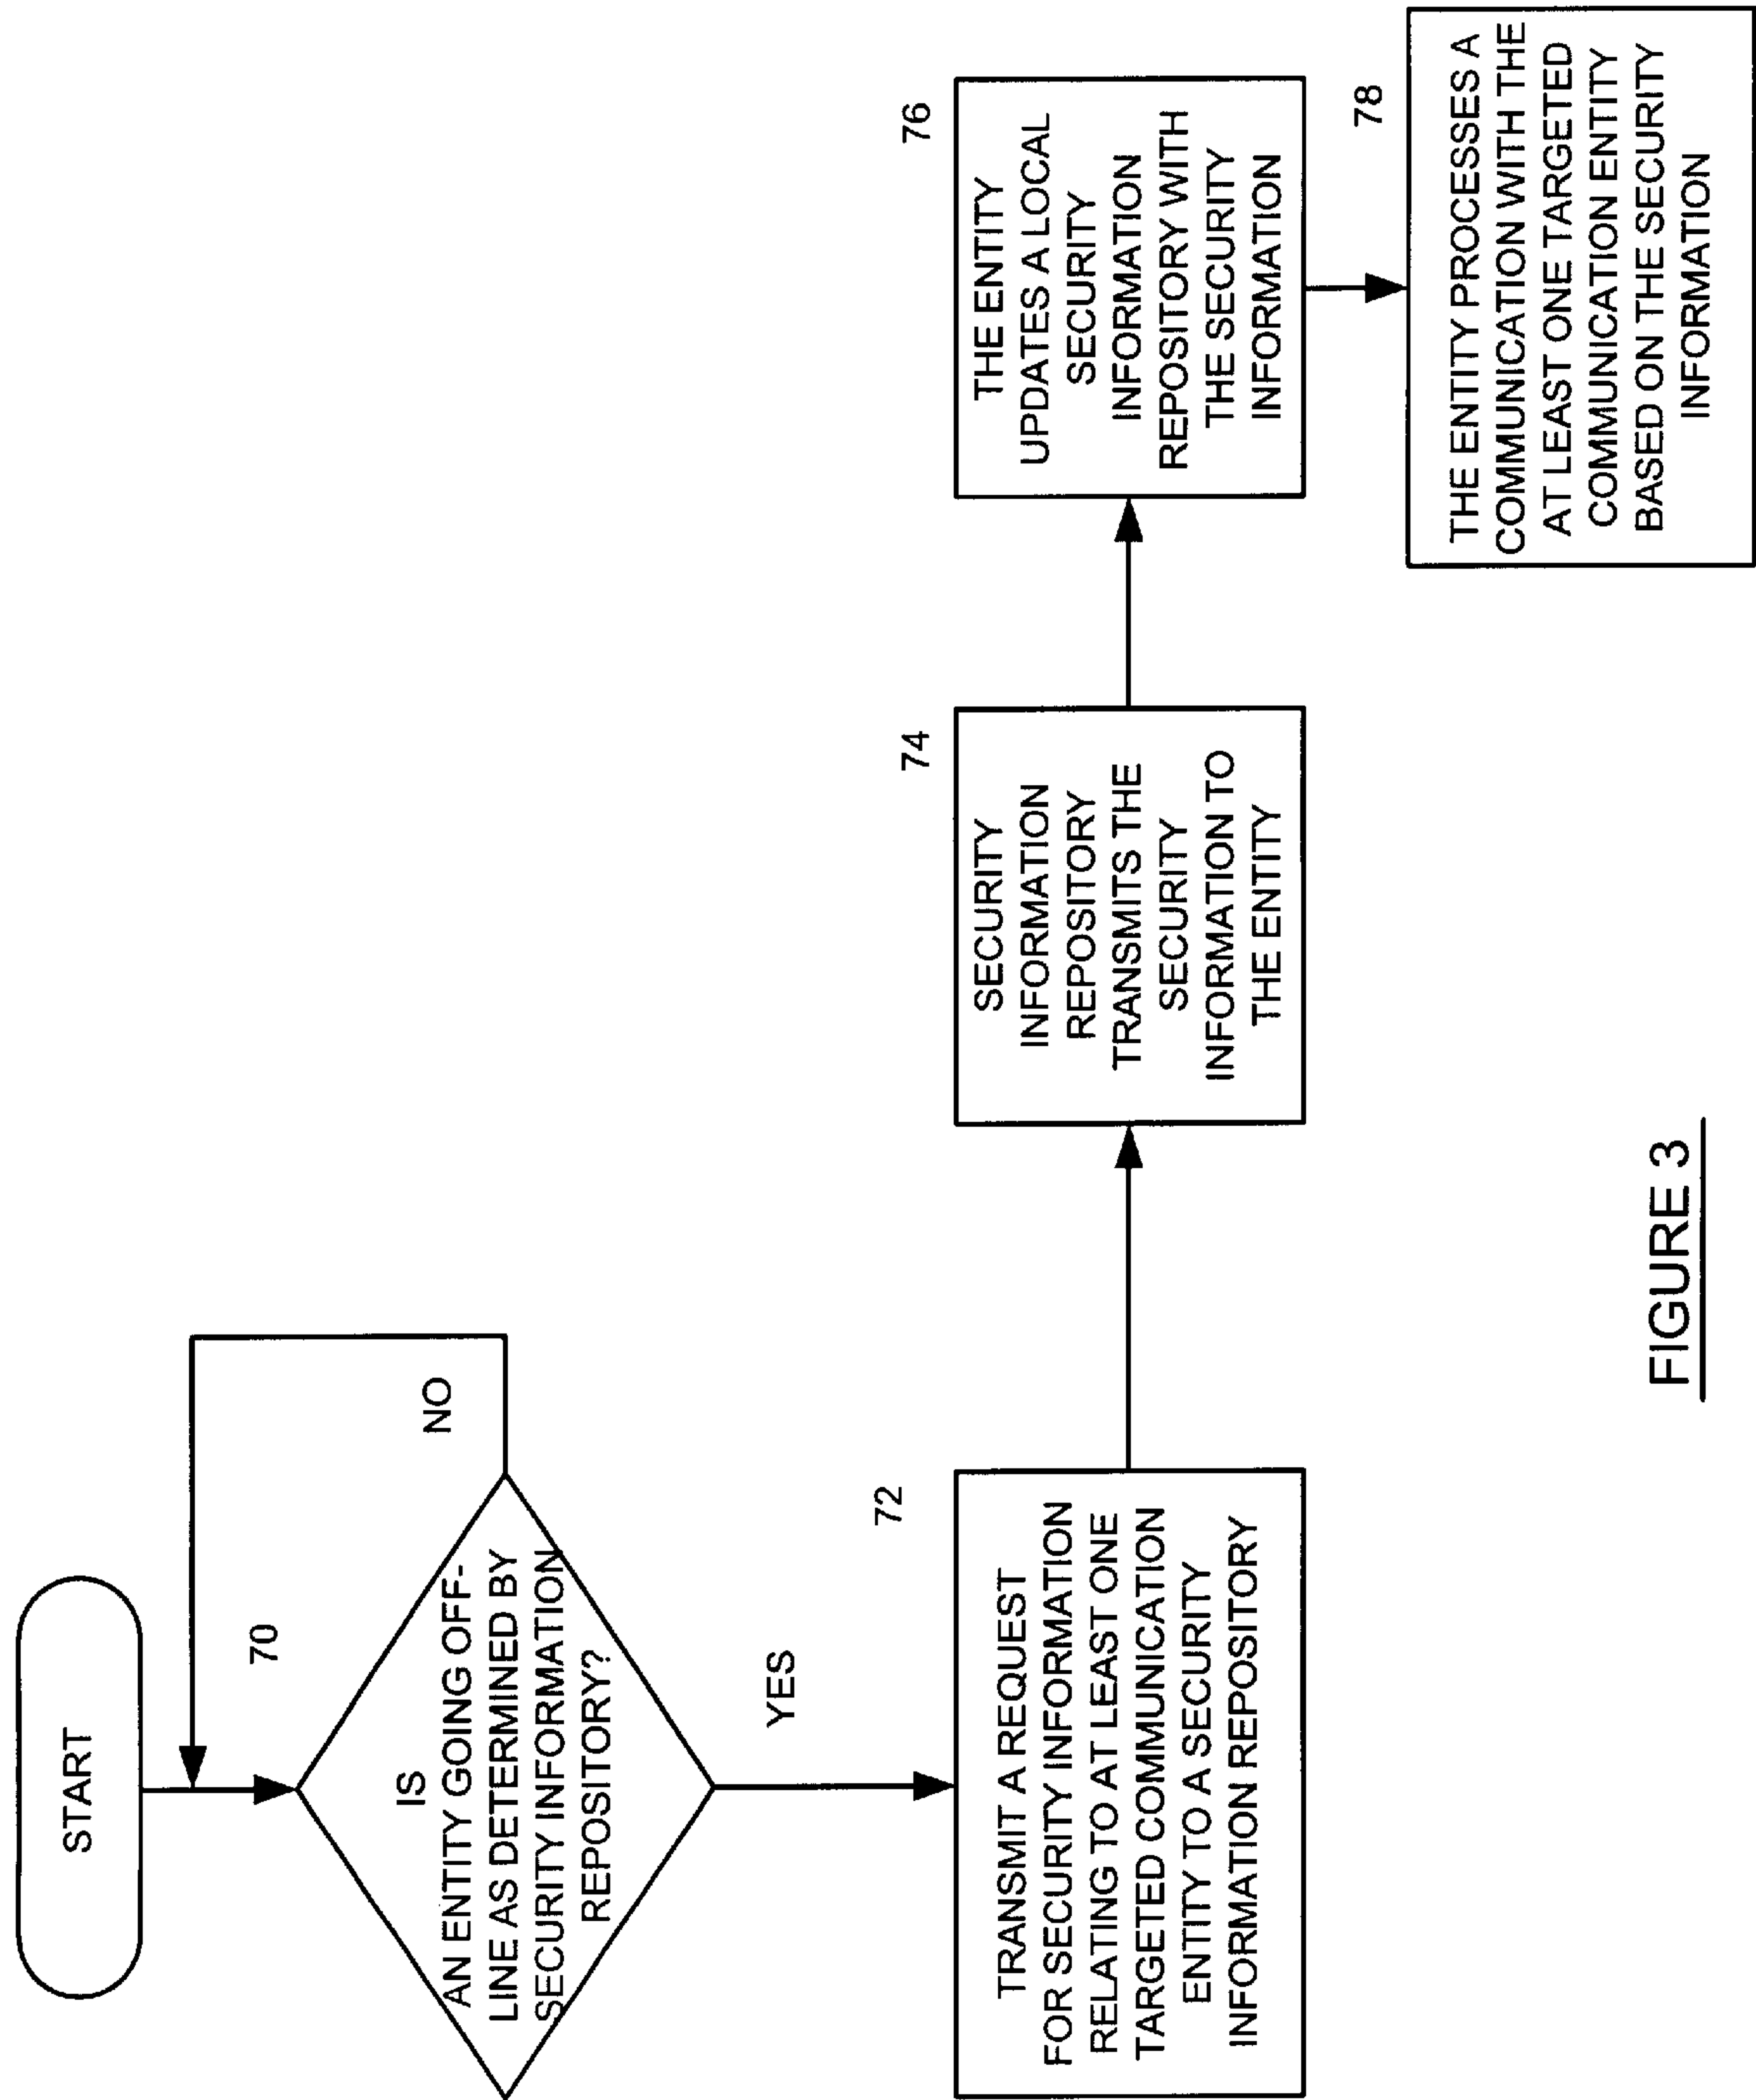 START
70
IS
AN ENTITY GOING OFF-
LINE AS DETERMINED BY
SECURITY INFORMATION
REPOSITORY?
NO
YES
72
TRANSMIT A REQUEST
FOR SECURITY INFORMATION
RELATING TO AT LEAST ONE
TARGETED COMMUNICATION
ENTITY TO A SECURITY
INFORMATION REPOSITORY
74
SECURITY
INFORMATION
REPOSITORY
TRANSMITS THE
SECURITY
INFORMATION TO
THE ENTITY
76
THE ENTITY
UPDATES A LOCAL
SECURITY
INFORMATION
REPOSITORY WITH
THE SECURITY
INFORMATION
78
THE ENTITY PROCESSES A
COMMUNICATION WITH THE
AT LEAST ONE TARGETED
COMMUNICATION ENTITY
BASED ON THE SECURITY
INFORMATION
FIGURE 3